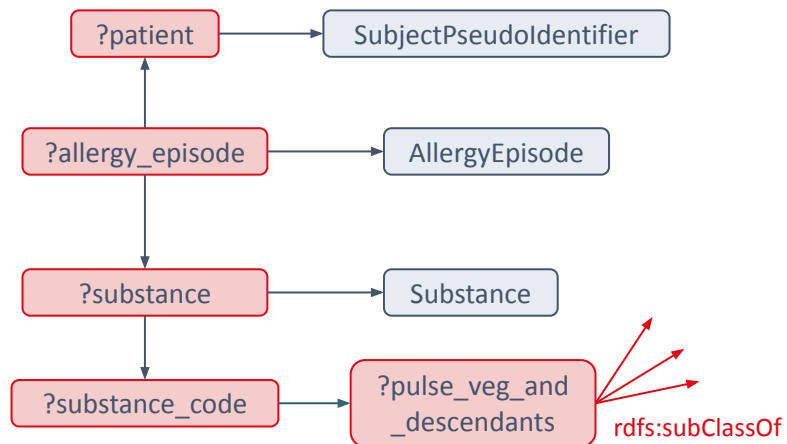 ?patient
SubjectPseudoIdentifier
?allergy_episode
AllergyEpisode
?substance
Substance
?substance_code
?pulse_veg_and
_descendants
rdfs:subClassOf